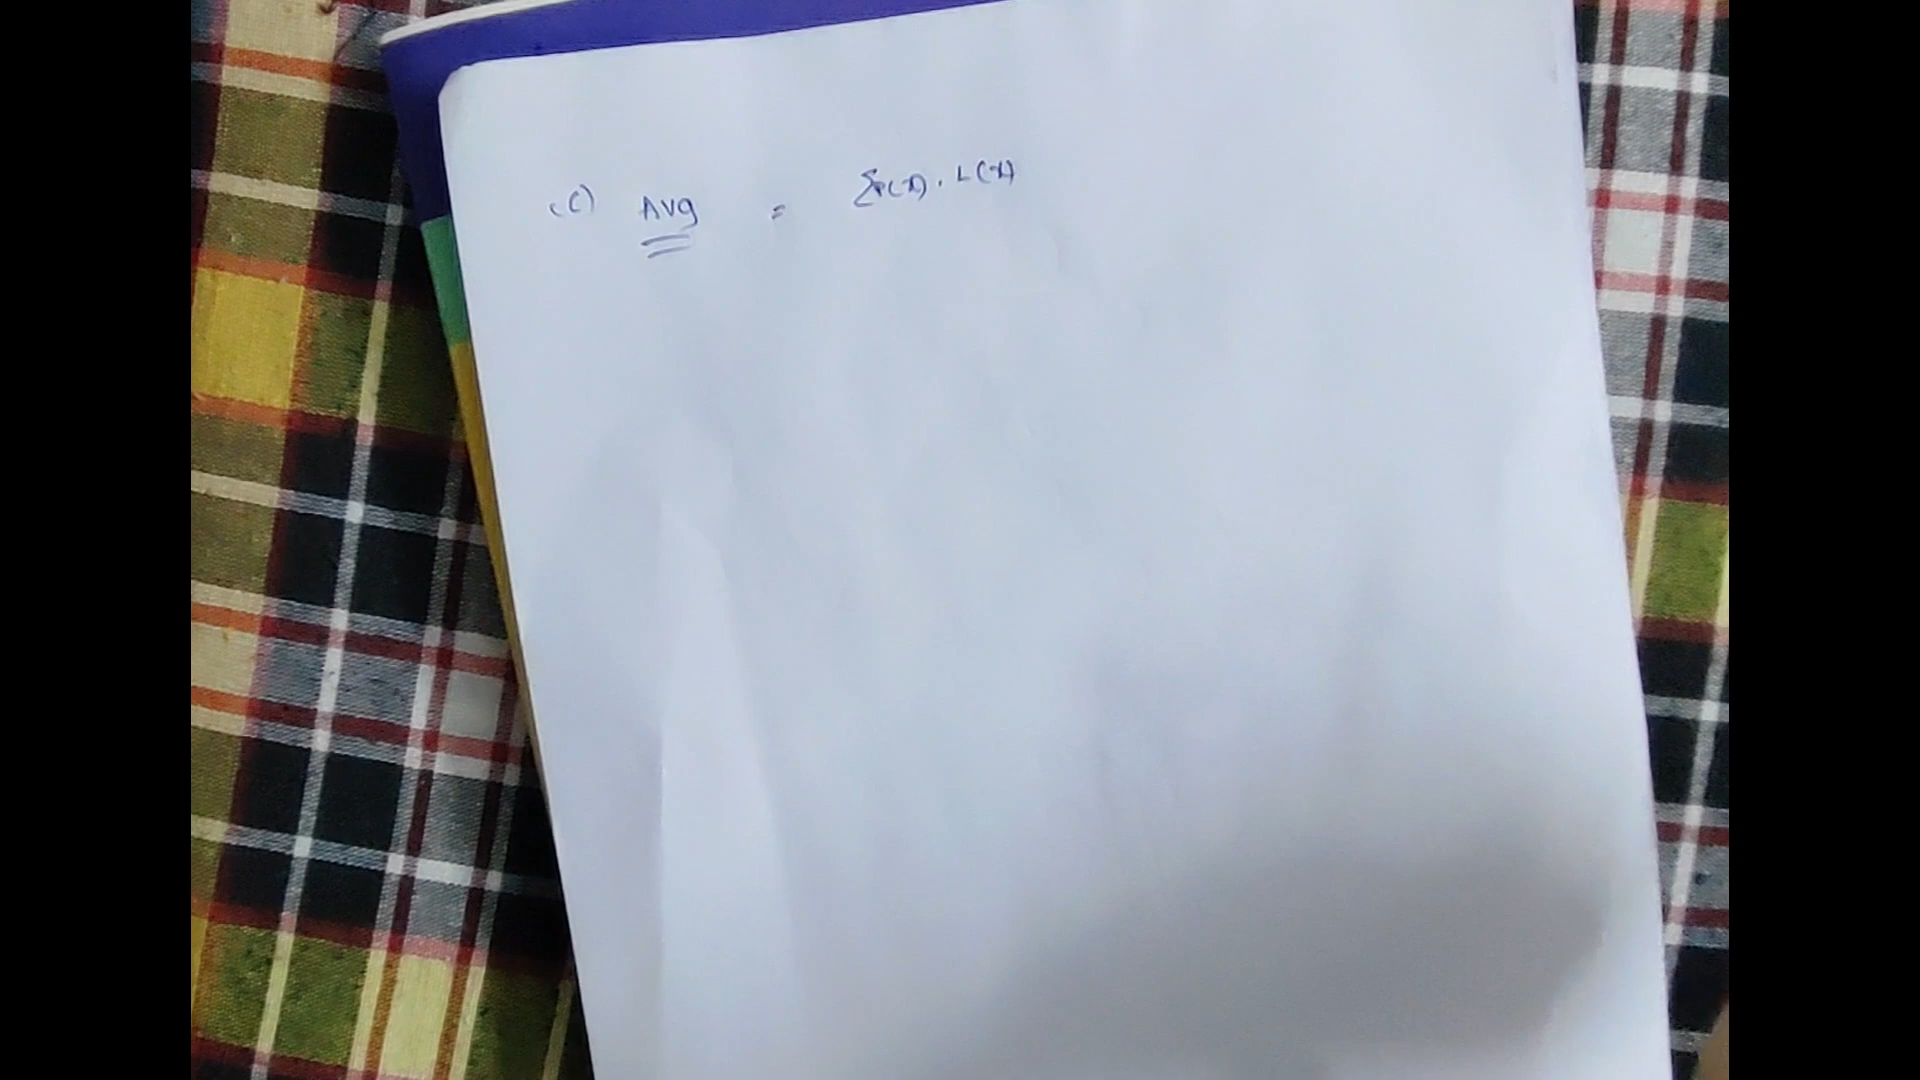 (C) Avg = ΣP(x) . L(x)